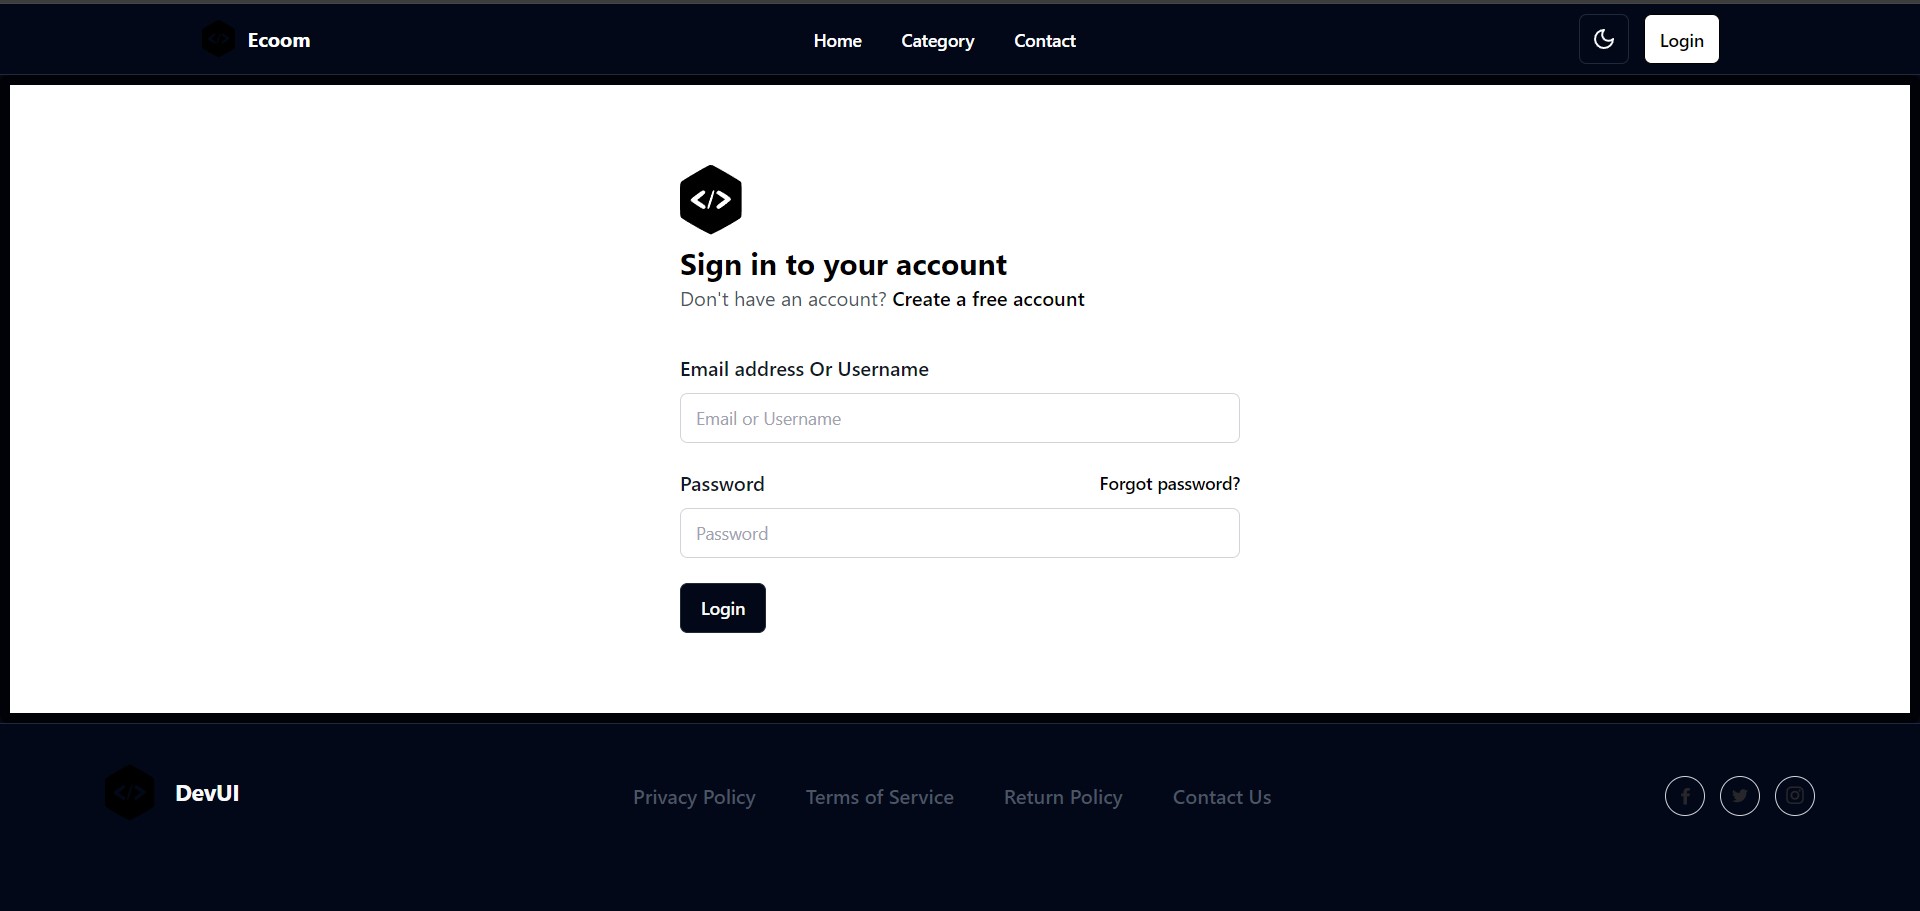 Ecoom
Home Category Contact
Login
</>
Sign in to your account
Don't have an account? Create a free account
Email address Or Username
Email or Username
Password Forgot password?
Password
Login
DevUI
Privacy Policy Terms of Service Return Policy Contact Us